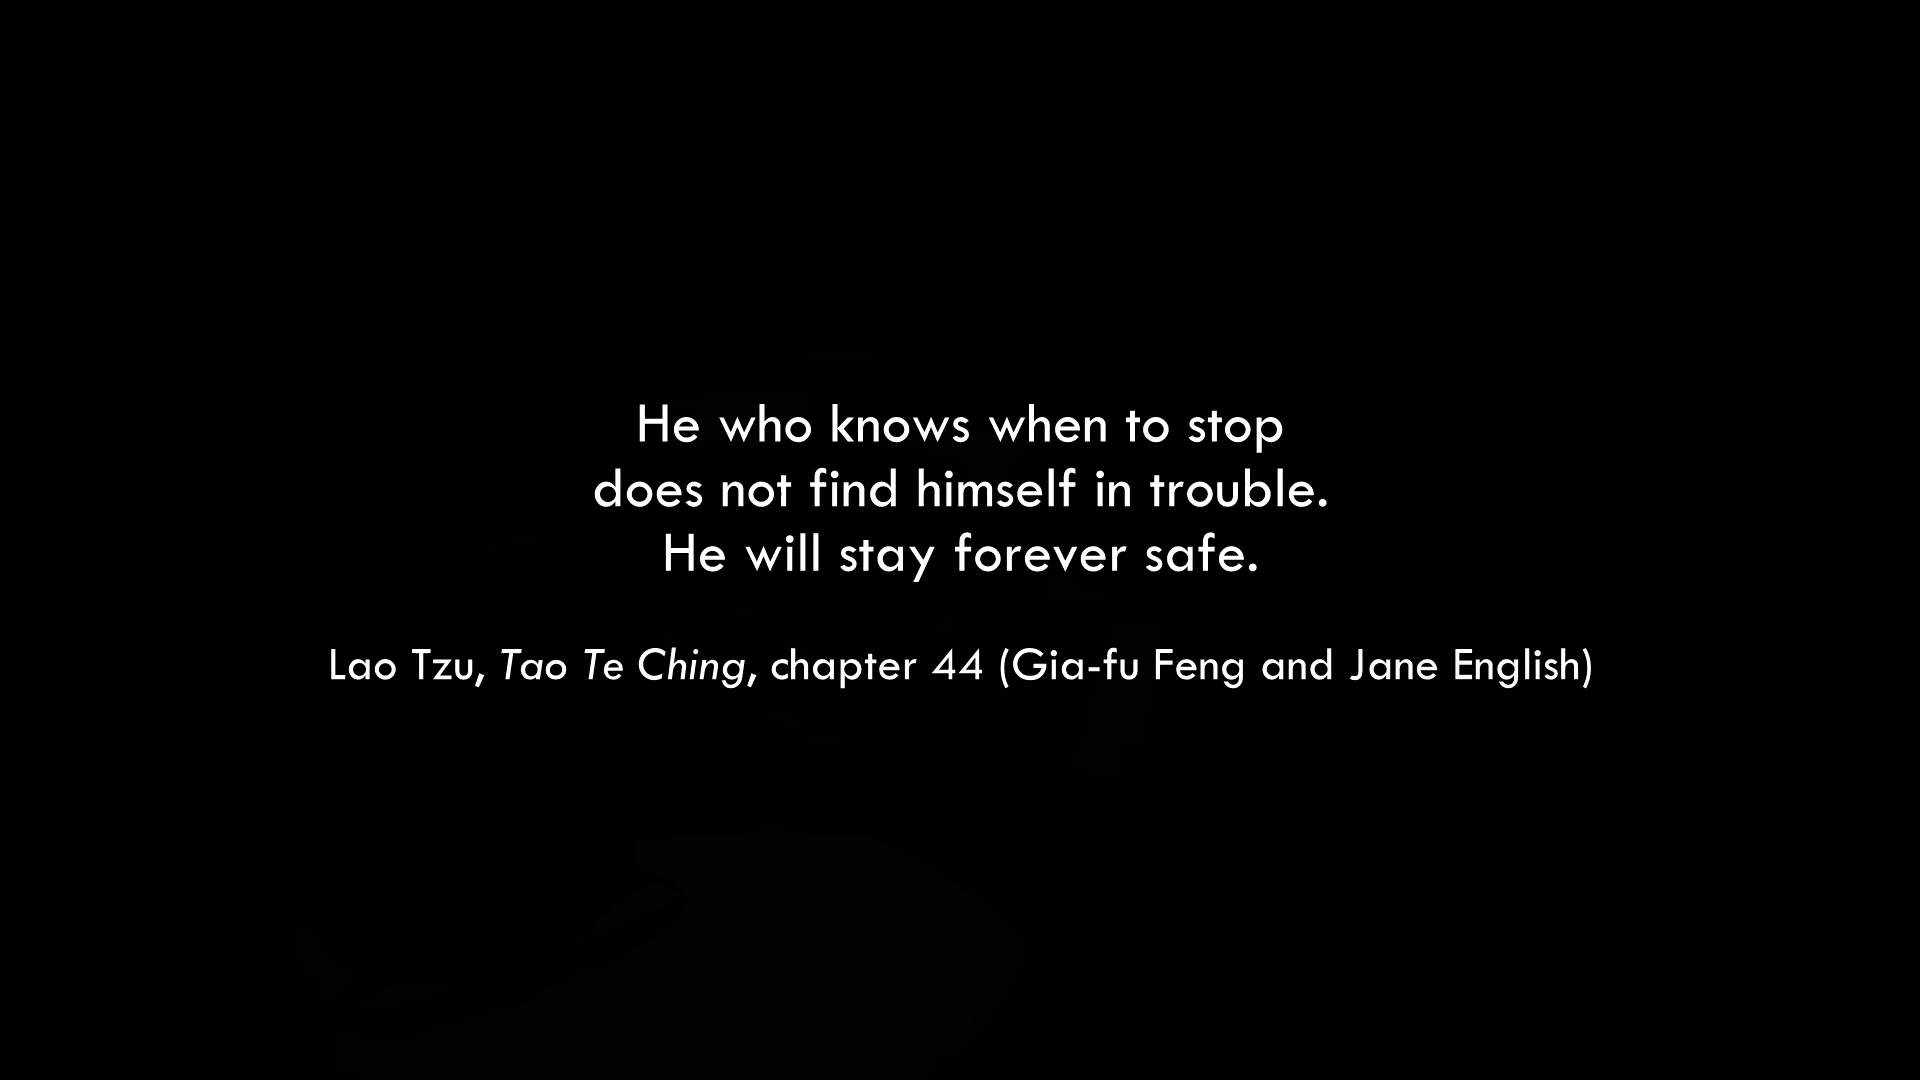 He who knows when to stop
does not find himself in trouble.
He will stay forever safe.
Lao Tzu, Tao Te Ching, chapter 44 (Gia-fu Feng and Jane English)